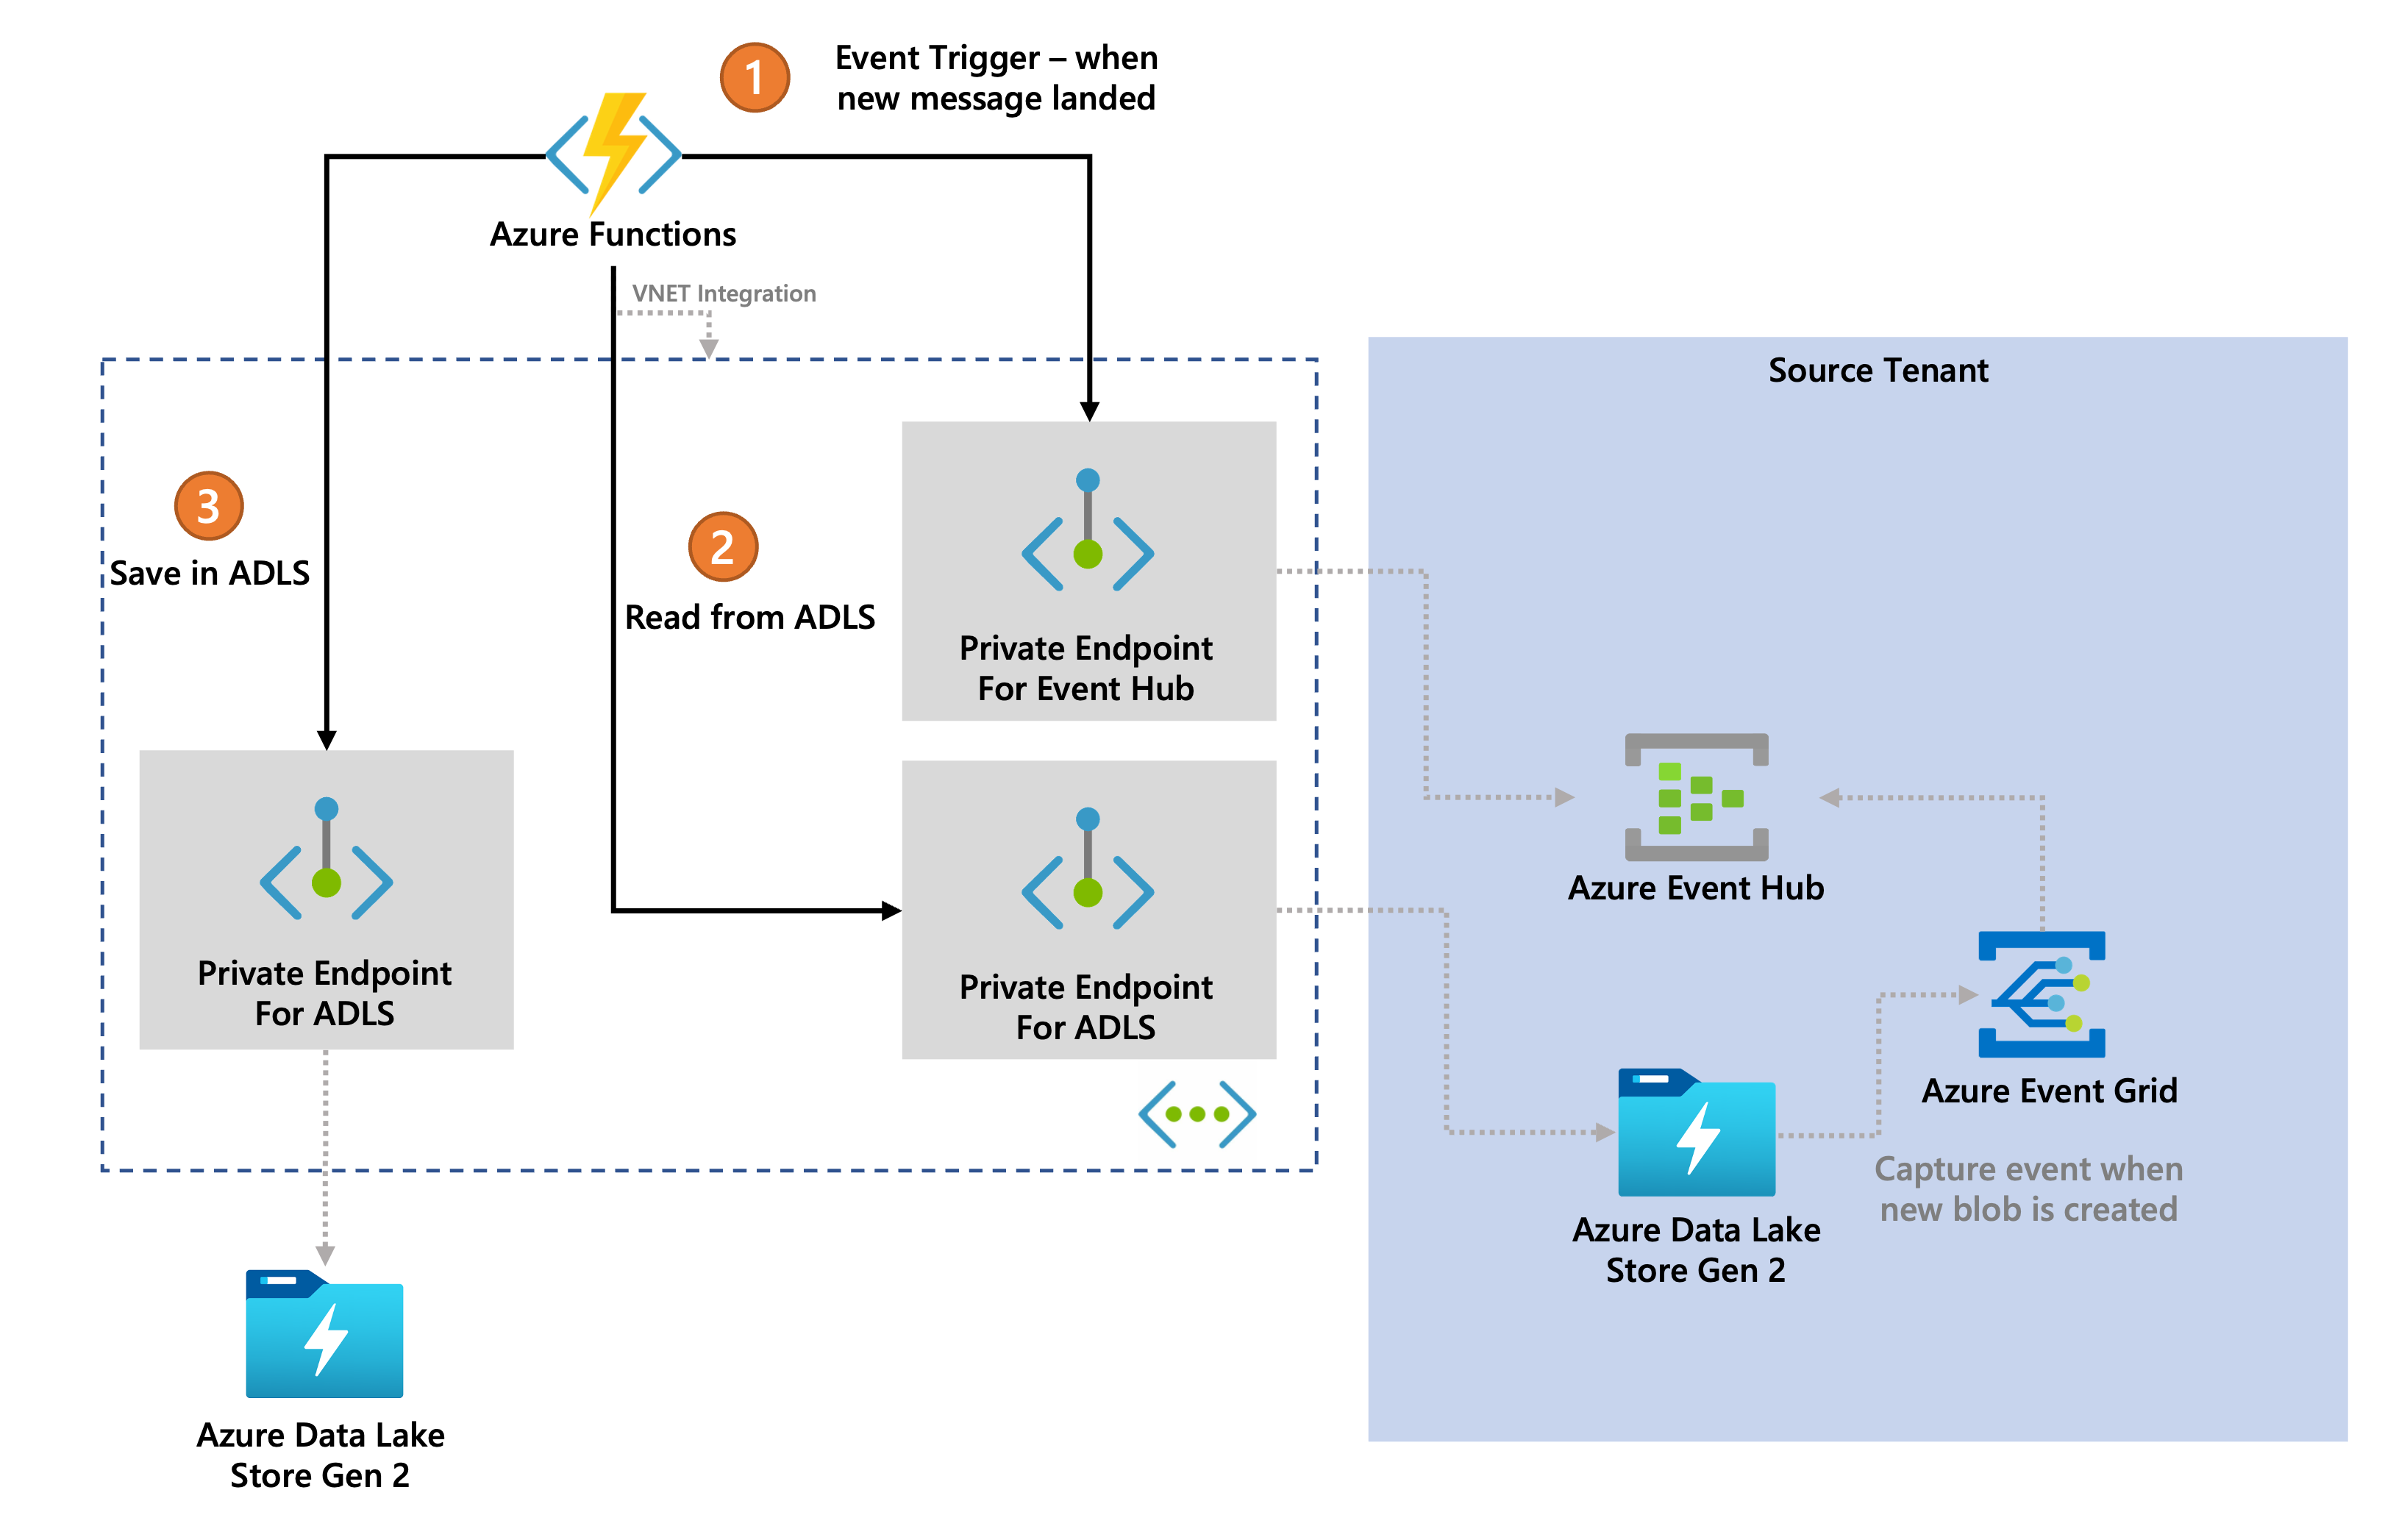 1
Event Trigger – when
new message landed
Azure Functions
VNET Integration
Source Tenant
3
Save in ADLS
2
Read from ADLS
Private Endpoint
For Event Hub
Private Endpoint
For ADLS
Private Endpoint
For ADLS
Azure Event Hub
Azure Event Grid
Capture event when
new blob is created
Azure Data Lake
Store Gen 2
Azure Data Lake
Store Gen 2